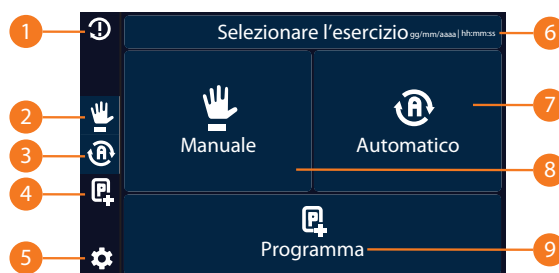 1
Selezionare l'esercizio gg/mm/aaaa| hh:mm:ss
6
2
3
4
5
Manuale
Automatico
7
8
Programma
9